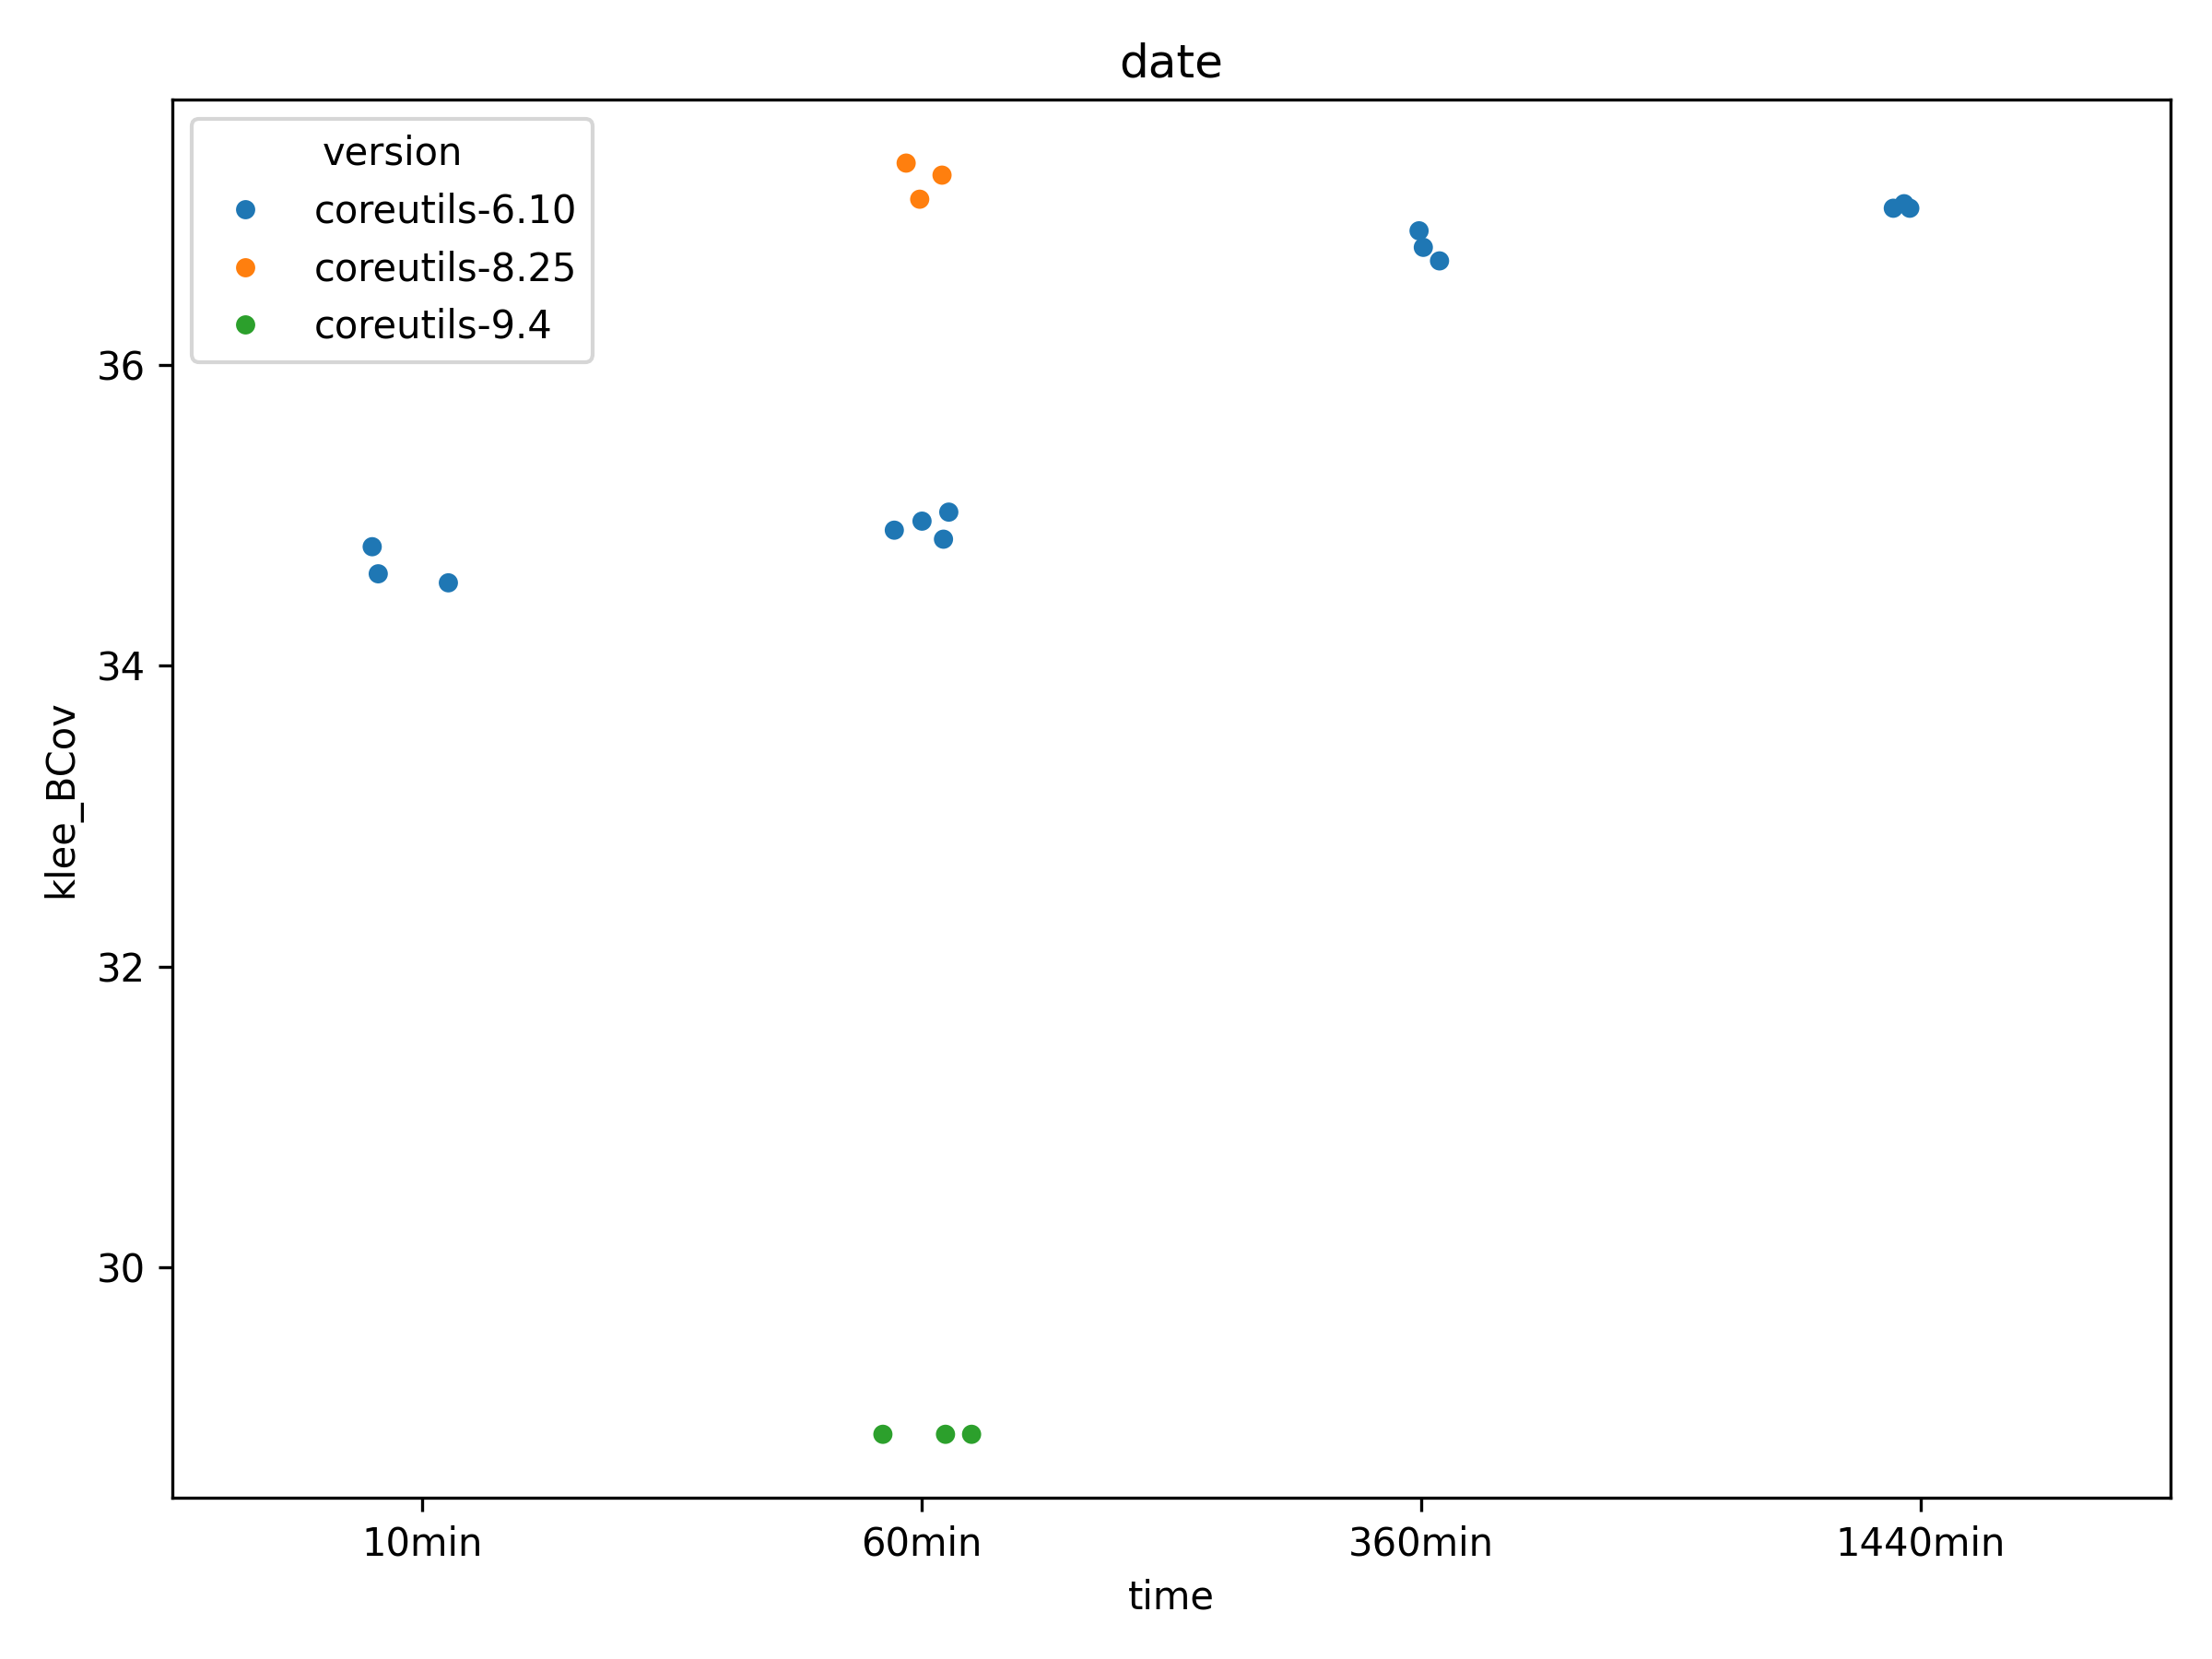 date
version
coreutils-6.10
coreutils-8.25
coreutils-9.4
36
34
32
30
klee_BCov
10min
60min
360min
1440min
time